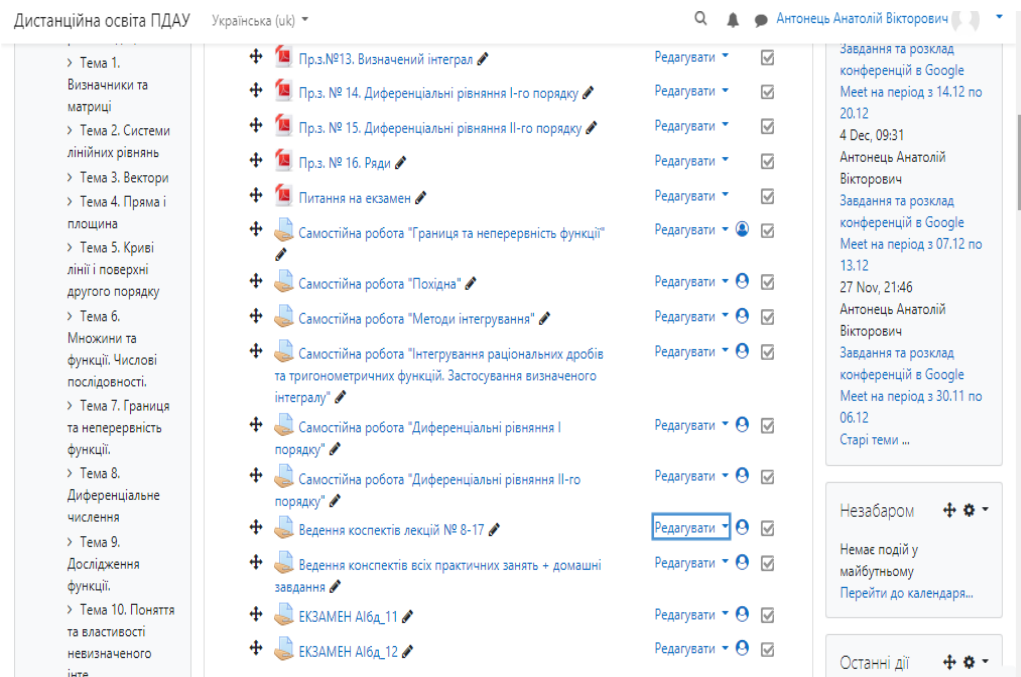 Дистанційна освіта ПДАУ
Українська (uk)
Антонець Анатолій Вікторович
Тема 1.
Визначники та
матриці
Тема 2. Системи
лінійних рівнянь
Тема 3. Вектори
Тема 4. Пряма і
площина
Тема 5. Криві
лінії і поверхні
другого порядку
Тема 6.
Множини та
функції. Числові
послідовності.
Тема 7. Границя
та неперервність
функції.
Тема 8.
Диференціальне
числення
Тема 9.
Дослідження
функції.
Тема 10. Поняття
та властивості
невизначеного
інте
Пр.з.№13. Визначений інтеграл
Редагувати
Пр.з. № 14. Диференціальні рівняння І-го порядку
Редагувати
Пр.з. № 15. Диференціальні рівняння ІІ-го порядку
Редагувати
Пр.з. № 16. Ряди
Редагувати
Питання на екзамен
Редагувати
Самостійна робота "Границя та неперервність функції"
Редагувати
Самостійна робота "Похідна"
Редагувати
Самостійна робота "Методи інтегрування"
Редагувати
Самостійна робота "Інтегрування раціональних дробів
та тригонометричних функцій. Застосування визначеного
інтегралу"
Редагувати
Самостійна робота "Диференціальні рівняння І
порядку"
Редагувати
Самостійна робота "Диференціальні рівняння ІІ-го
порядку"
Редагувати
Ведення коспектів лекцій № 8-17
Редагувати
Ведення конспектів всіх практичних занять + домашні
завдання
Редагувати
ЕКЗАМЕН АІбд_11
Редагувати
ЕКЗАМЕН АІбд_12
Редагувати
Завдання та розклад
конференцій в Google
Meet на період з 14.12 по
20.12
4 Dec, 09:31
Антонець Анатолій
Вікторович
Завдання та розклад
конференцій в Google
Meet на період з 07.12 по
13.12
27 Nov, 21:46
Антонець Анатолій
Вікторович
Завдання та розклад
конференцій в Google
Meet на період з 30.11 по
06.12
Старі теми ...
Незабаром
Немає подій у
майбутньому
Перейти до календаря...
Останні дії